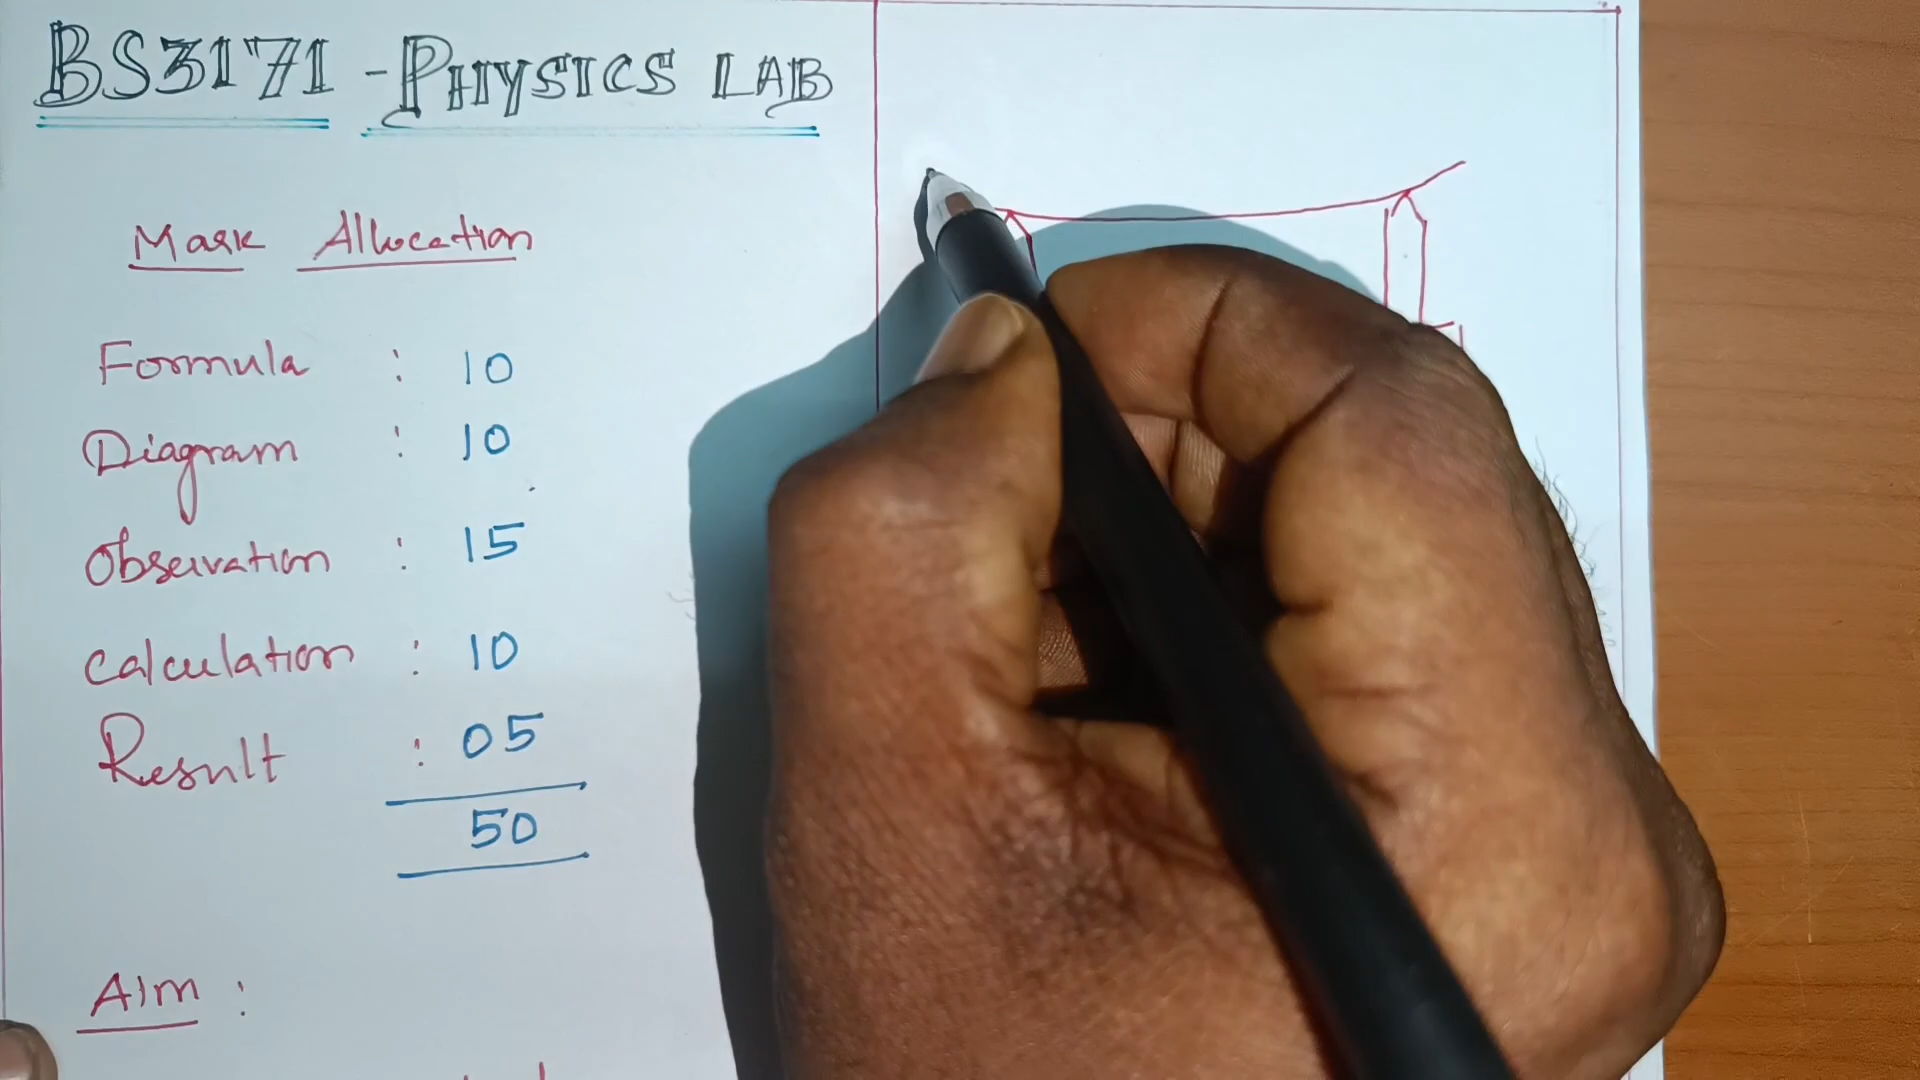 BS3171 - PHYSICS LAB
Mark Allocation
Formula : 10
Diagram : 10
Observation : 15
Calculation : 10
Result : 05
50
Aim :